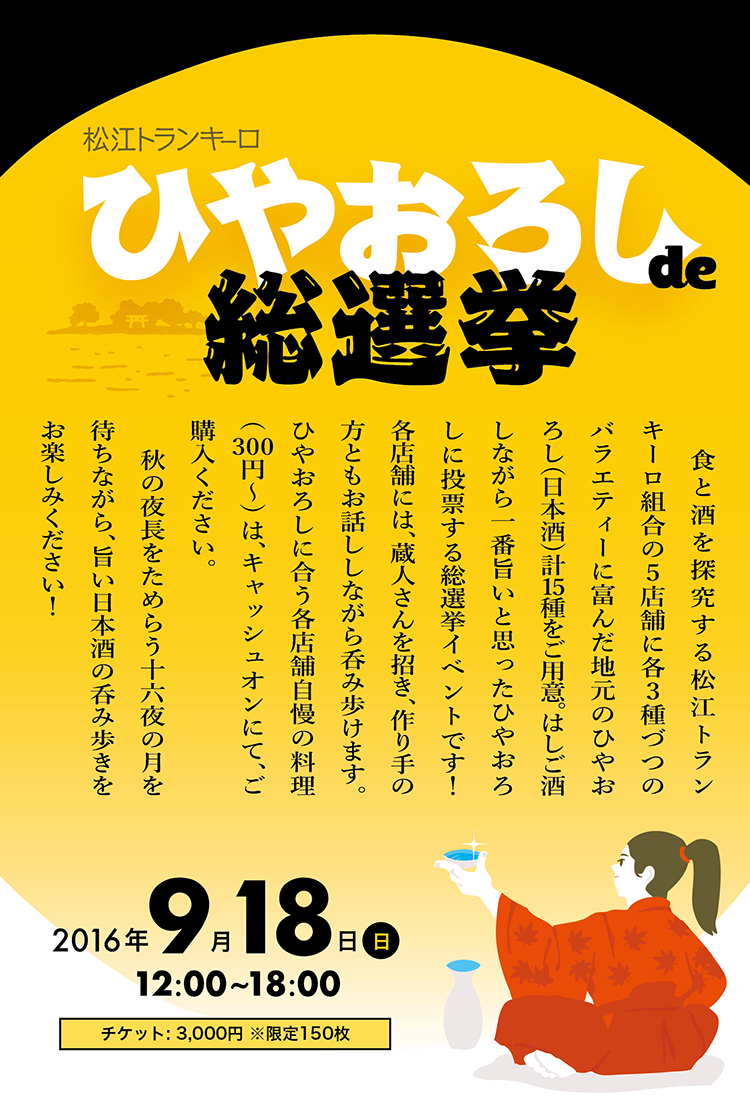 松江トランキーロ
ひやおろし
de
総選挙
食と酒を探究する松江トラン
キーロ組合の5店舗に各3種づつの
バラエティーに富んだ地元のひやお
ろし(日本酒)計15種をご用意。はしご酒
しながら一番旨いと思ったひやおろ
しに投票する総選挙イベントです!
各店舗には、蔵人さんを招き、作り手の
方ともお話ししながら呑み歩けます。
ひやおろしに合う各店舗自慢の料理
(300円〜)は、キャッシュオンにて、ご
購入ください。
秋の夜長をためらう十六夜の月を
待ちながら、旨い日本酒の呑み歩きを
お楽しみください!
2016年9月18日日
12:00~18:00
チケット: 3,000円 ※限定150枚